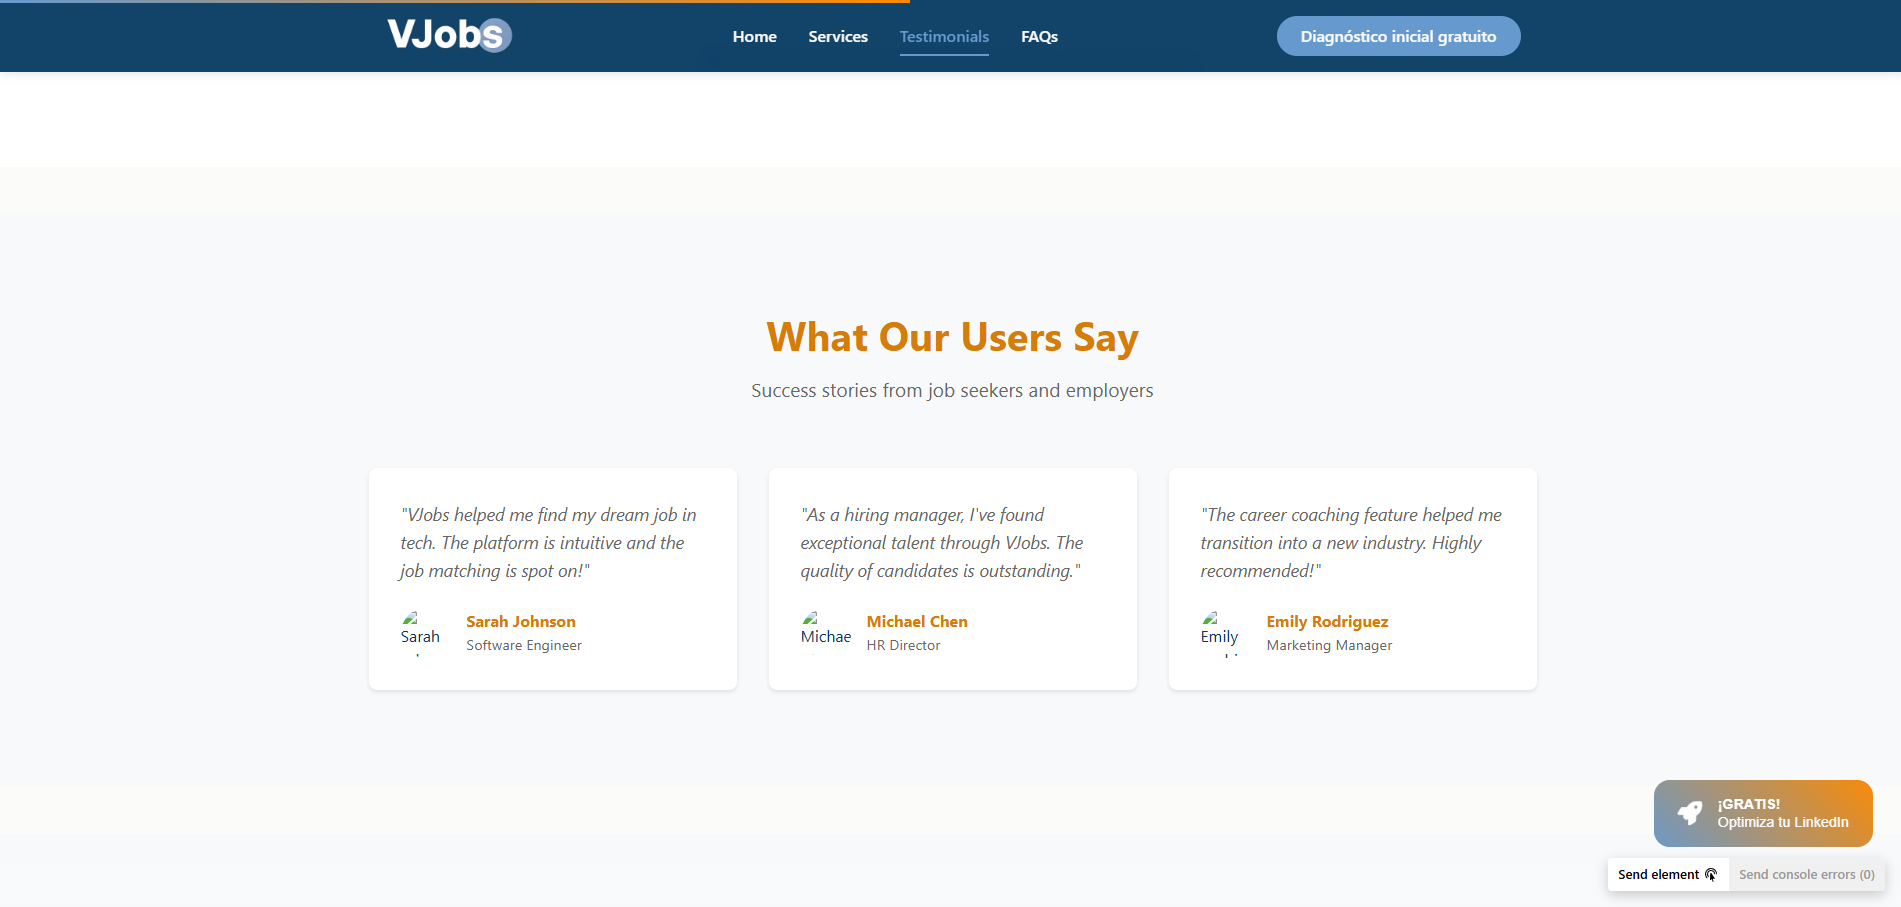 VJobs
Home
Services
Testimonials
FAQs
Diagnóstico inicial gratuito
What Our Users Say
Success stories from job seekers and employers
"VJobs helped me find my dream job in
tech. The platform is intuitive and the
job matching is spot on!"
Sarah
Sarah Johnson
Software Engineer
"As a hiring manager, I've found
exceptional talent through VJobs. The
quality of candidates is outstanding."
Michae
Michael Chen
HR Director
"The career coaching feature helped me
transition into a new industry. Highly
recommended!"
Emily
Emily Rodriguez
Marketing Manager
¡GRATIS!
Optimiza tu LinkedIn
Send element
Send console errors (0)